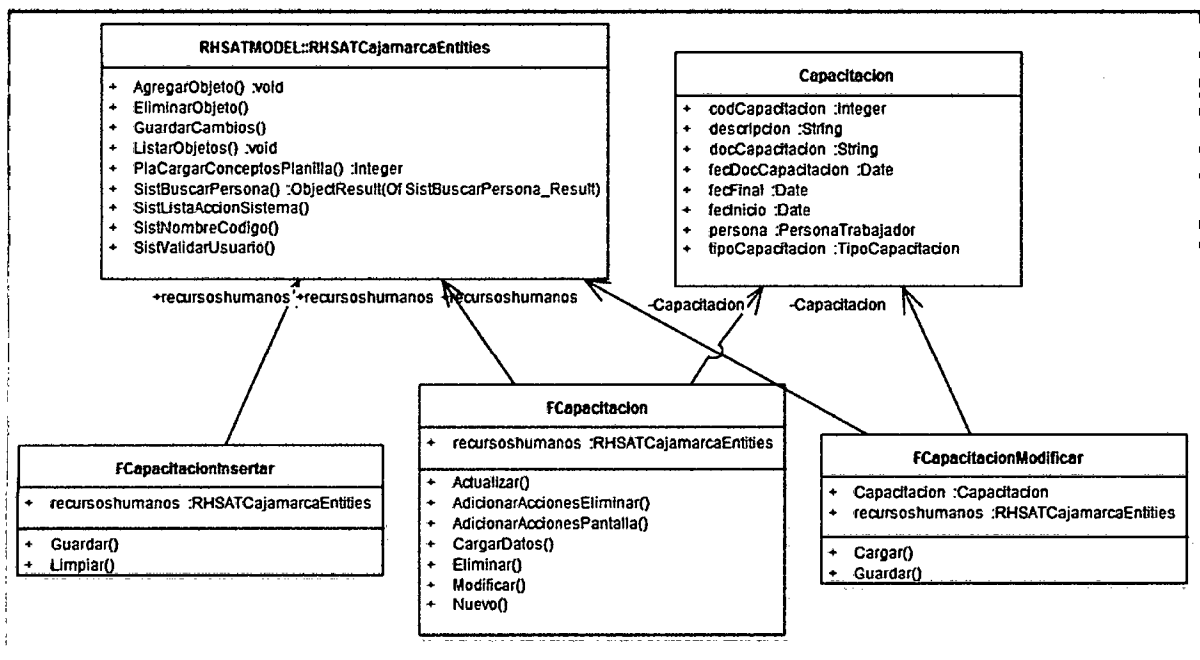 RHSATMODEL::RHSATCajamarcaEntities
+ AgregarObjeto() :void
+ EliminarObjeto()
+ GuardarCambios()
+ ListarObjetos() :void
+ PlaCargarConceptosPlanilla() :Integer
+ SistBuscarPersona() :ObjectResult(Of SistBuscarPersona_Result)
+ SistListaAccionSistema()
+ SistNombreCodigo()
+ SistValidarUsuario()
Capacitacion
+ codCapacitacion :Integer
+ descripcion :String
+ docCapacitacion :String
+ fecDocCapacitacion :Date
+ fecFinal :Date
+ fecInicio :Date
+ persona :PersonaTrabajador
+ tipoCapacitacion :TipoCapacitacion
+recursoshumanos +recursoshumanos +recursoshumanos
-Capacitacion -Capacitacion
FCapacitacionInsertar
+ recursoshumanos :RHSATCajamarcaEntities
+ Guardar()
+ Limpiar()
FCapacitacion
+ recursoshumanos :RHSATCajamarcaEntities
+ Actualizar()
+ AdicionarAccionesEliminar()
+ AdicionarAccionesPantalla()
+ CargarDatos()
+ Eliminar()
+ Modificar()
+ Nuevo()
FCapacitacionModificar
+ Capacitacion :Capacitacion
+ recursoshumanos :RHSATCajamarcaEntities
+ Cargar()
+ Guardar()